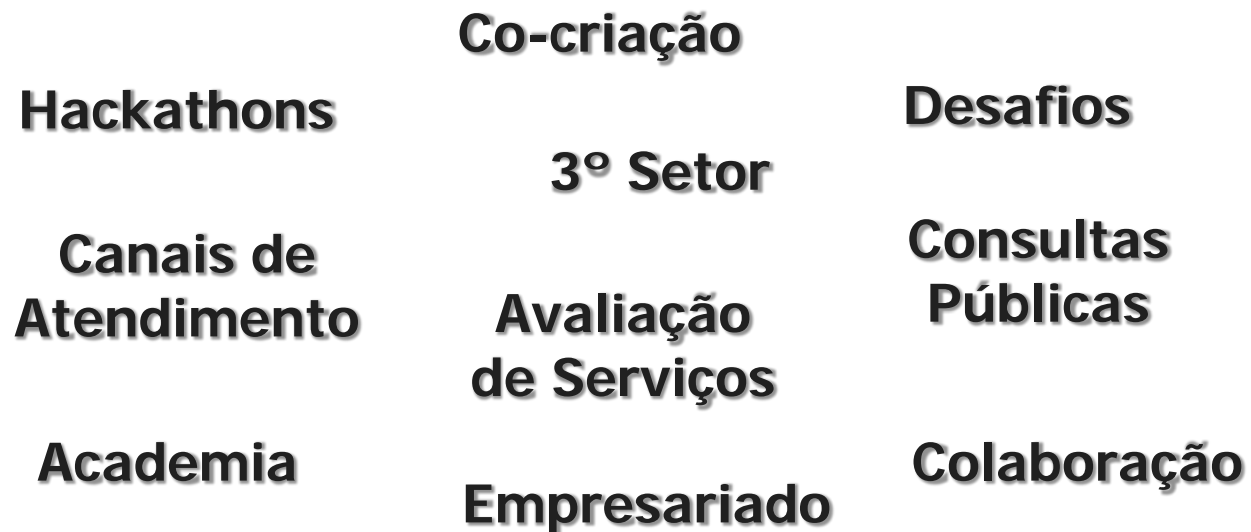 Co-criação
Hackathons
Desafios
3º Setor
Canais de
Atendimento
Consultas
Públicas
Avaliação
de Serviços
Academia
Colaboração
Empresariado